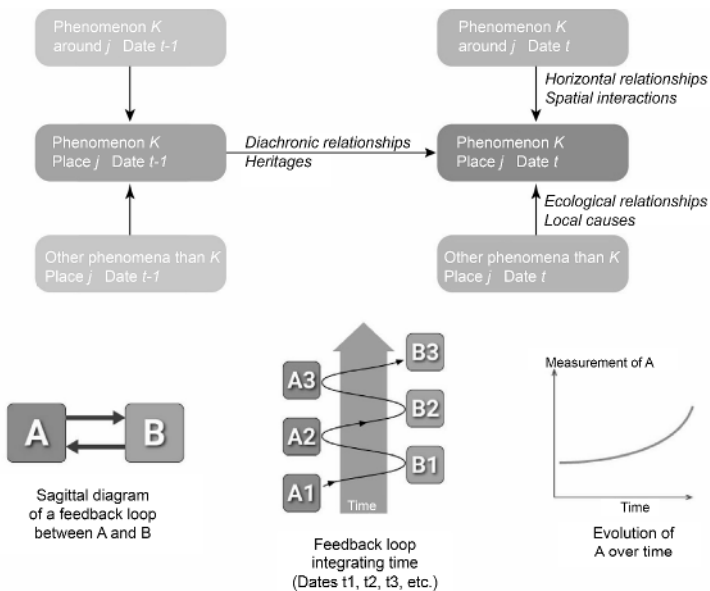 Phenomenon K
around j Date t-1
Phenomenon K
around j Date t
Horizontal relationships
Spatial interactions
Phenomenon K
Place j Date t-1
Diachronic relationships
Heritages
Phenomenon K
Place j Date t
Ecological relationships
Local causes
Other phenomena than K
Place j Date t-1
Other phenomena than K
Place j Date t
A
B
Sagittal diagram
of a feedback loop
between A and B
A3
B3
A2
B2
A1
B1
Time
Feedback loop
integrating time
(Dates t1, t2, t3, etc.)
Measurement of A
Time
Evolution of
A over time